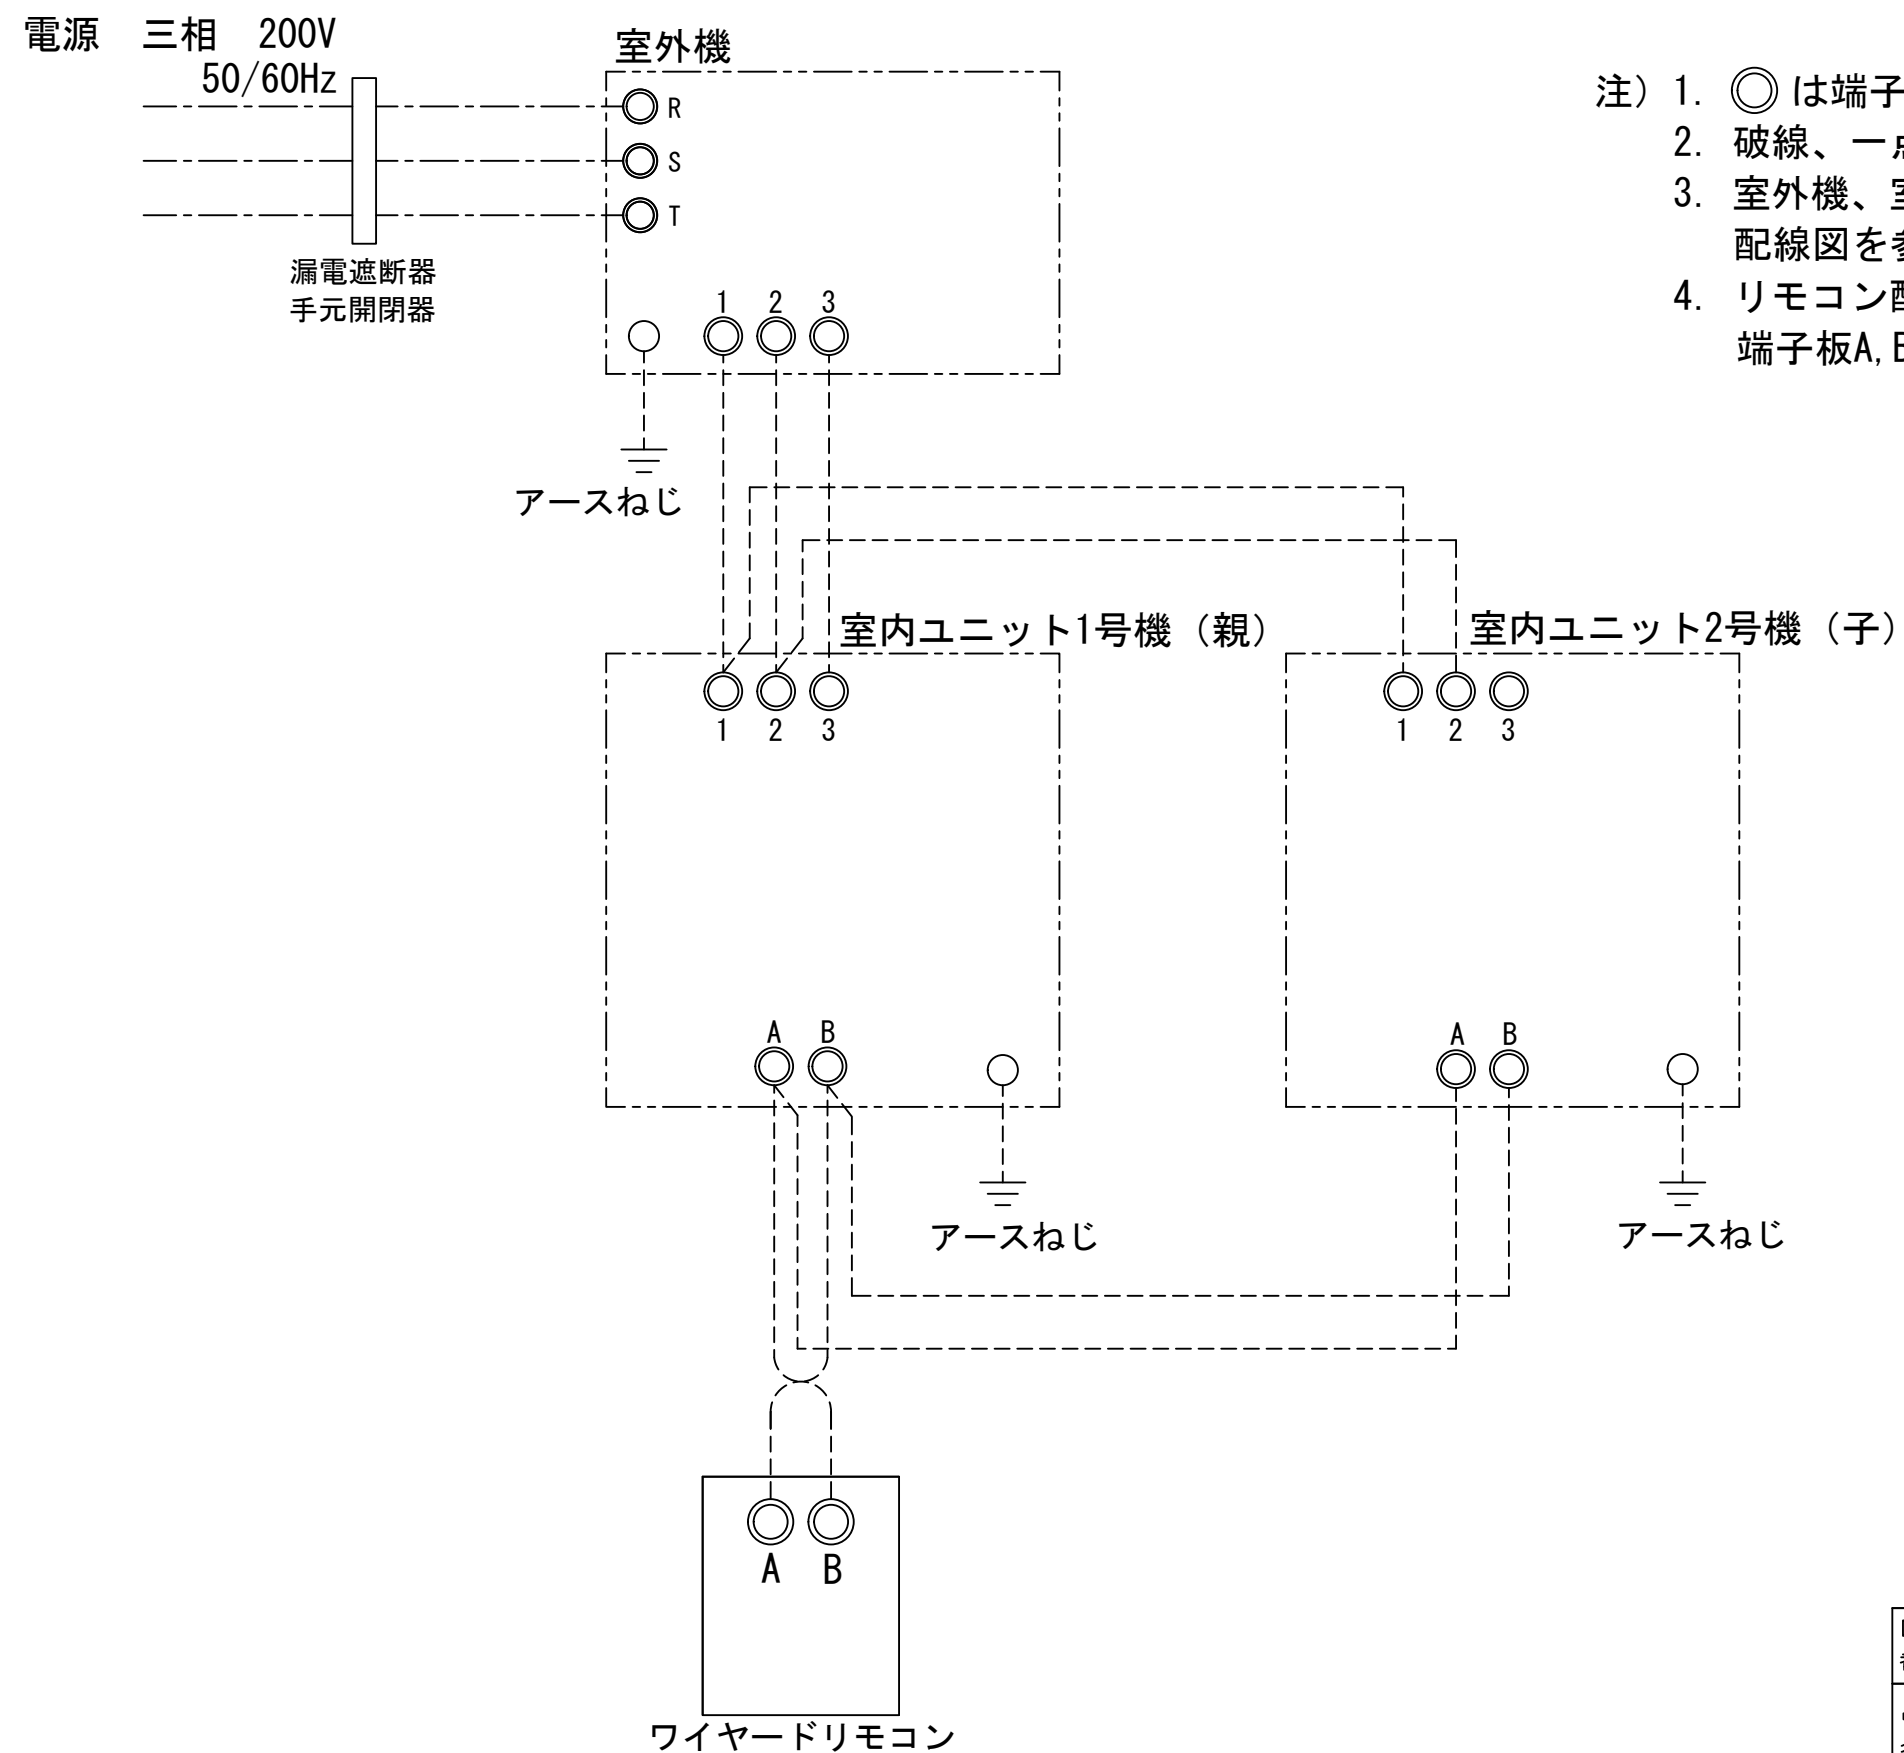 電源　三相　200V
50/60Hz
漏電遮断器
手元開閉器
室外機
R
S
T
1 2 3
アースねじ
注）1. ◎ は端子
2. 破線、一点
3. 室外機、室
配線図を参
4. リモコン配
端子板A,B
室内ユニット1号機（親）
1 2 3
A B
アースねじ
室内ユニット2号機（子）
1 2 3
A B
アースねじ
A B
ワイヤードリモコン